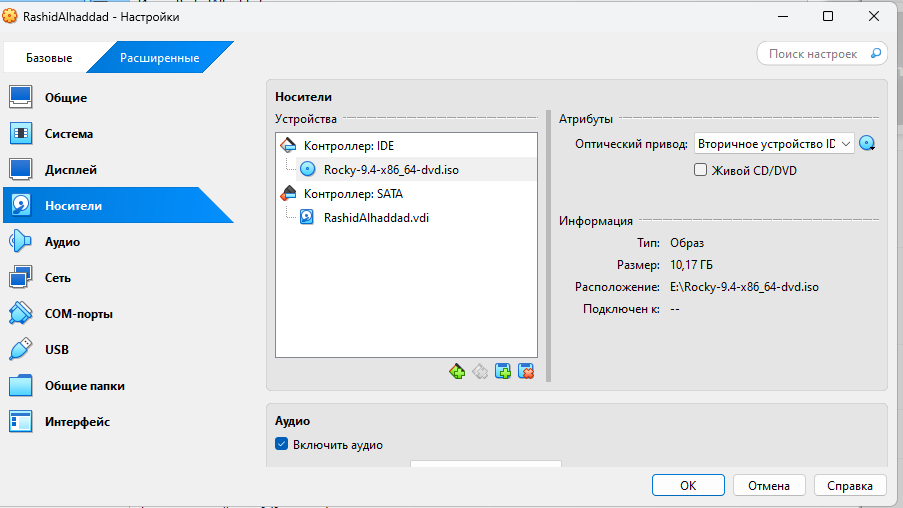 RashidAlhaddad - Настройки
Базовые
Расширенные
Поиск настроек
Общие
Система
Дисплей
Носители
Аудио
Сеть
COM-порты
USB
Общие папки
Интерфейс
Носители
Устройства
Контроллер: IDE
Rocky-9.4-x86_64-dvd.iso
Контроллер: SATA
RashidAlhaddad.vdi
Атрибуты
Оптический привод: Вторичное устройство ID
Живой CD/DVD
Информация
Тип: Образ
Размер: 10,17 ГБ
Расположение: E:\Rocky-9.4-x86_64-dvd.iso
Подключен к: --
Аудио
Включить аудио
OK
Отмена
Справка